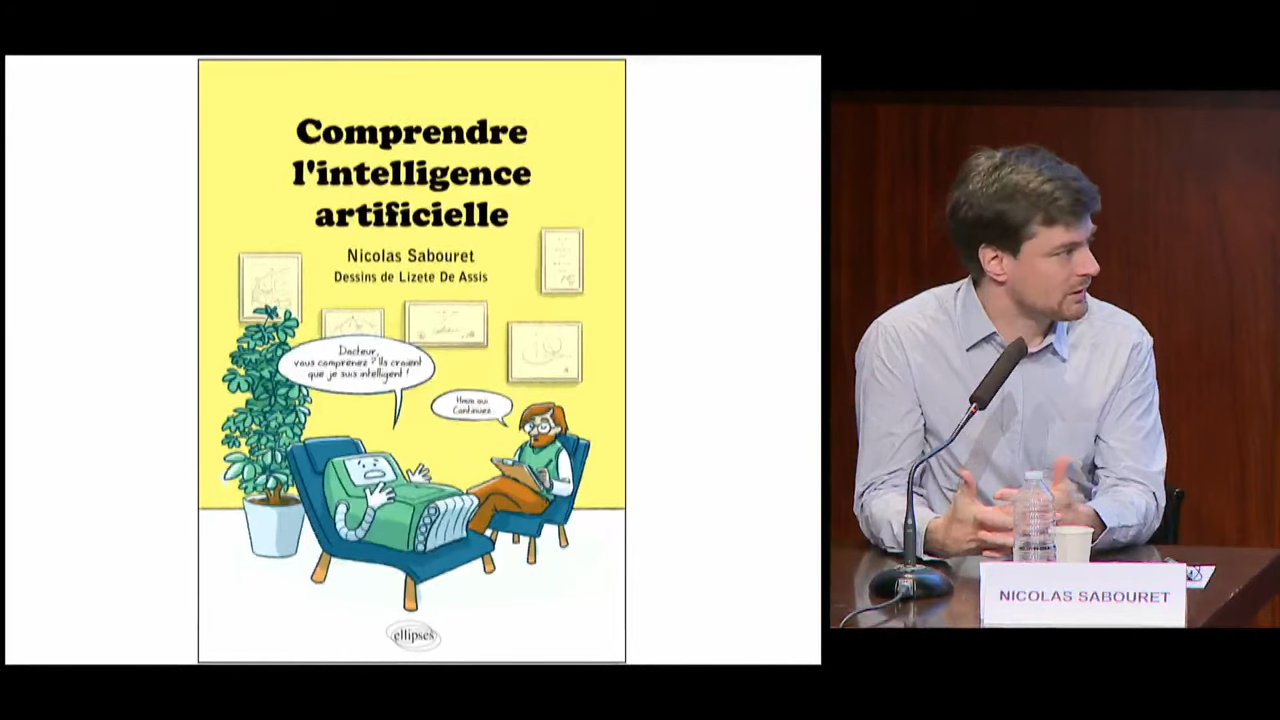 Comprendre
l'intelligence
artificielle
Nicolas Sabouret
Dessins de Lizete De Assis
Docteur,
vous comprenez ? Ils croient
que je suis intelligent !
Hmm oui
Continuez...
ellipses
NICOLAS SABOURET